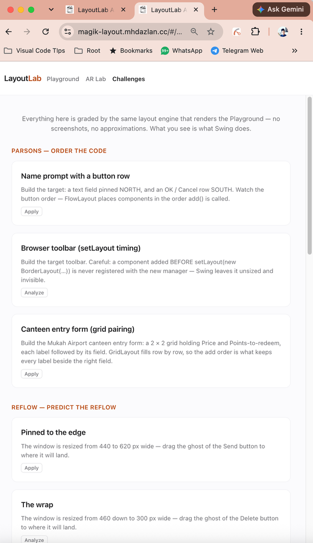 LayoutLab A
LayoutLab A
Ask Gemini
magik-layout.mhdazlan.cc/#/...
Visual Code TIps
Root
Bookmarks
WhatsApp
Telegram Web
LayoutLab Playground AR Lab Challenges
Everything here is graded by the same layout engine that renders the Playground — no
screenshots, no approximations. What you see is what Swing does.
PARSONS — ORDER THE CODE
Name prompt with a button row
Build the target: a text field pinned NORTH, and an OK / Cancel row SOUTH. Watch the
button order — FlowLayout places components in the order add() is called.
Apply
Browser toolbar (setLayout timing)
Build the target toolbar. Careful: a component added BEFORE setLayout(new
BorderLayout(...)) is never registered with the new manager — Swing leaves it unsized and
invisible.
Analyze
Canteen entry form (grid pairing)
Build the Mukah Airport canteen entry form: a 2 × 2 grid holding Price and Points-to-redeem,
each label followed by its field. GridLayout fills row by row, so the add order is what keeps
every label beside the right field.
Apply
REFLOW — PREDICT THE REFLOW
Pinned to the edge
The window is resized from 440 to 620 px wide — drag the ghost of the Send button to
where it will land.
Apply
The wrap
The window is resized from 460 down to 300 px wide — drag the ghost of the Delete button
to where it will land.
Analyze